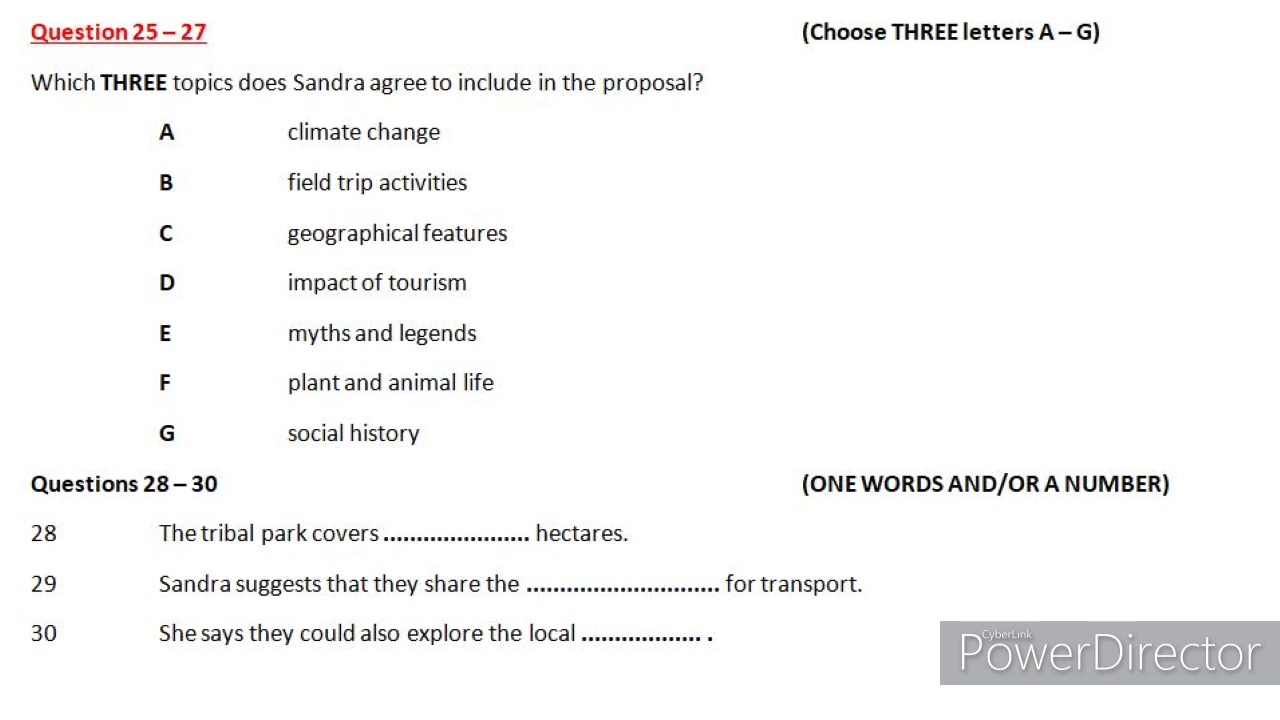 Question 25 – 27 (Choose THREE letters A – G)
Which THREE topics does Sandra agree to include in the proposal?
A climate change
B field trip activities
C geographical features
D impact of tourism
E myths and legends
F plant and animal life
G social history
Questions 28 – 30 (ONE WORDS AND/OR A NUMBER)
28 The tribal park covers ...................... hectares.
29 Sandra suggests that they share the ............................. for transport.
30 She says they could also explore the local .................. .
CyberLink
PowerDirector